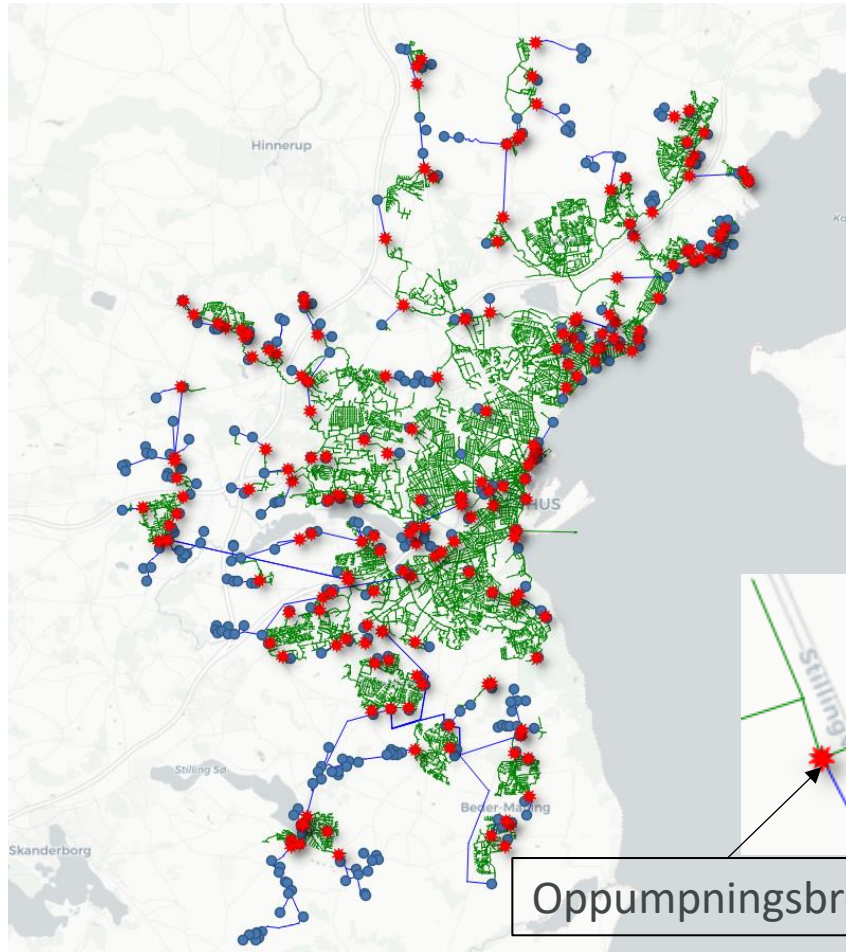 Hinnerup
HUS
Stilling
Stilling Sø
Beder-Malling
Skanderborg
Oppumpningsbr